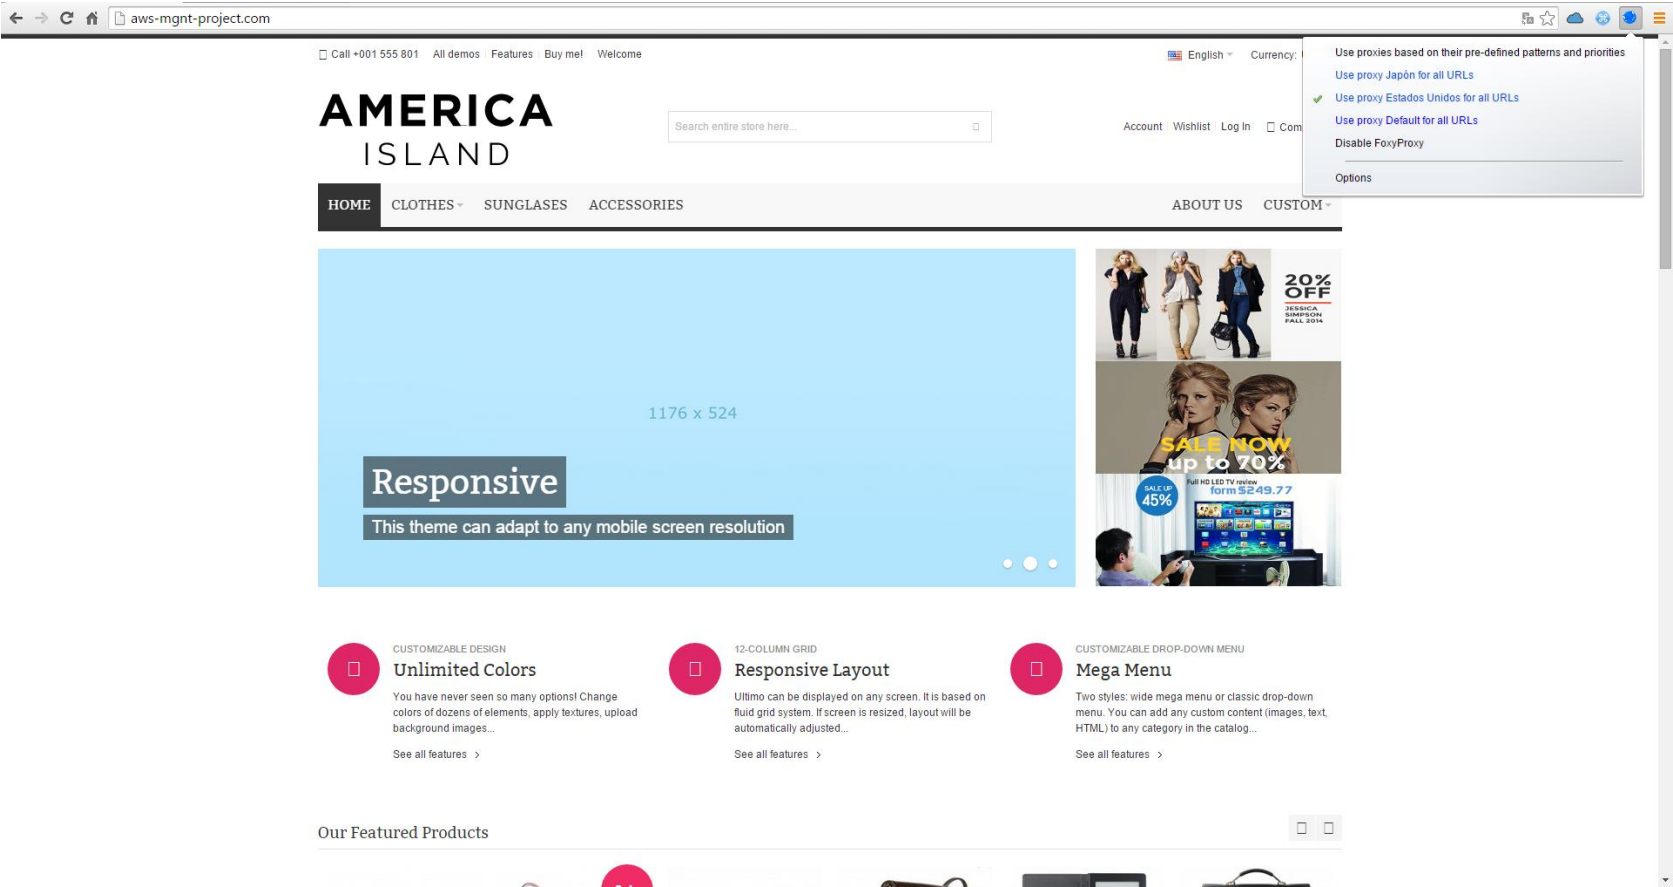 aws-mgnt-project.com
Call +001 555 801 All demos Features Buy me! Welcome
English Currency:
Use proxies based on their pre-defined patterns and priorities
Use proxy Japón for all URLs
Use proxy Estados Unidos for all URLs
Use proxy Default for all URLs
Disable FoxyProxy
Options
AMERICA
ISLAND
Search entire store here...
Account Wishlist Log In Com
HOME CLOTHES SUNGLASSES ACCESSORIES ABOUT US CUSTOM
1176 x 524
Responsive
This theme can adapt to any mobile screen resolution
20%
OFF
JESSICA
SIMPSON
FALL 2014
SALE NOW
up to 70%
Full HD LED TV review
form $249.77
SALE UP
45%
CUSTOMIZABLE DESIGN
Unlimited Colors
You have never seen so many options! Change
colors of dozens of elements, apply textures, upload
background images...
See all features
12-COLUMN GRID
Responsive Layout
Ultimo can be displayed on any screen. It is based on
fluid grid system. If screen is resized, layout will be
automatically adjusted...
See all features
CUSTOMIZABLE DROP-DOWN MENU
Mega Menu
Two styles: wide mega menu or classic drop-down
menu. You can add any custom content (images, text,
HTML) to any category in the catalog...
See all features
Our Featured Products